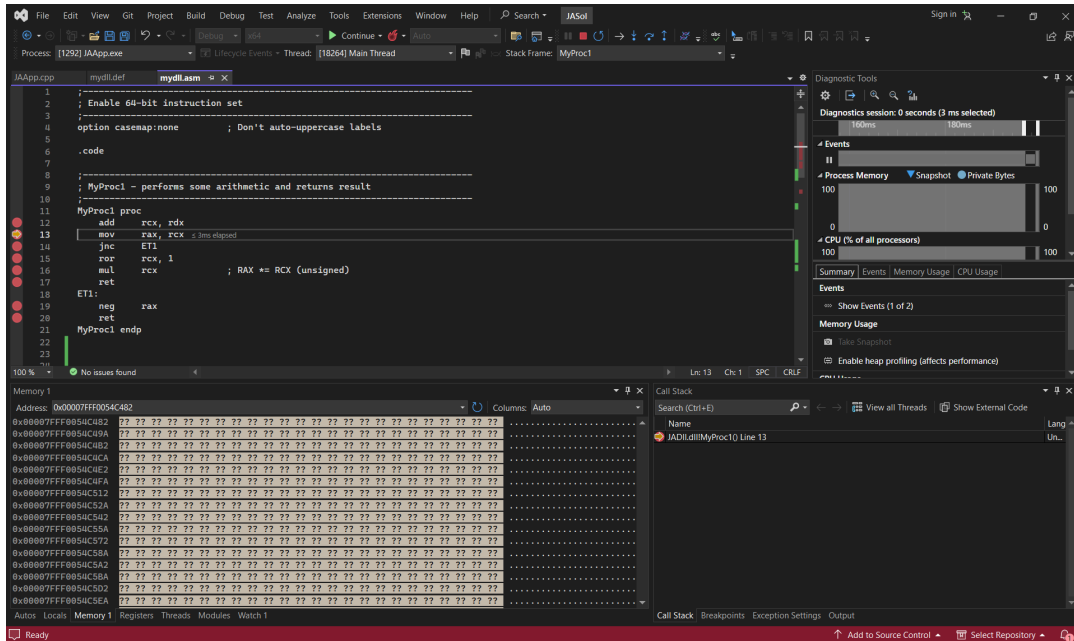 File Edit View Git Project Build Debug Test Analyze Tools Extensions Window Help Search JASol Sign in
Debug x64 Continue Auto
Process: [1292] JAApp.exe Lifecycle Events Thread: [18264] Main Thread Stack Frame: MyProc1
JAApp.cpp mydll.def mydll.asm
1 ;-----------------------------------------------------------------------
2 ; Enable 64-bit instruction set
3 ;-----------------------------------------------------------------------
4 option casemap:none ; Don't auto-uppercase labels
5
6 .code
7
8 ;-----------------------------------------------------------------------
9 ; MyProc1 - performs some arithmetic and returns result
10 ;-----------------------------------------------------------------------
11 MyProc1 proc
12 add rcx, rdx
13 mov rax, rcx ≤ 3ms elapsed
14 jnc ET1
15 ror rcx, 1
16 mul rcx ; RAX *= RCX (unsigned)
17 ret
18 ET1:
19 neg rax
20 ret
21 MyProc1 endp
22
23
100 % No issues found Ln: 13 Ch: 1 SPC CRLF
Diagnostic Tools
Diagnostics session: 0 seconds (3 ms selected)
160ms 180ms
Events
Process Memory Snapshot Private Bytes
100 100
0 0
CPU (% of all processors)
100 100
Summary Events Memory Usage CPU Usage
Events
Show Events (1 of 2)
Memory Usage
Take Snapshot
Enable heap profiling (affects performance)
CPU Usage
Memory 1
Address: 0x00007FFF0054C482 Columns: Auto
0x00007FFF0054C482 ?? ?? ?? ?? ?? ?? ?? ?? ?? ?? ?? ?? ?? ?? ?? ?? ?? ?? ?? ?? ?? ?? ?? ?? ........................
0x00007FFF0054C49A ?? ?? ?? ?? ?? ?? ?? ?? ?? ?? ?? ?? ?? ?? ?? ?? ?? ?? ?? ?? ?? ?? ?? ?? ........................
0x00007FFF0054C4B2 ?? ?? ?? ?? ?? ?? ?? ?? ?? ?? ?? ?? ?? ?? ?? ?? ?? ?? ?? ?? ?? ?? ?? ?? ........................
0x00007FFF0054C4CA ?? ?? ?? ?? ?? ?? ?? ?? ?? ?? ?? ?? ?? ?? ?? ?? ?? ?? ?? ?? ?? ?? ?? ?? ........................
0x00007FFF0054C4E2 ?? ?? ?? ?? ?? ?? ?? ?? ?? ?? ?? ?? ?? ?? ?? ?? ?? ?? ?? ?? ?? ?? ?? ?? ........................
0x00007FFF0054C4FA ?? ?? ?? ?? ?? ?? ?? ?? ?? ?? ?? ?? ?? ?? ?? ?? ?? ?? ?? ?? ?? ?? ?? ?? ........................
0x00007FFF0054C512 ?? ?? ?? ?? ?? ?? ?? ?? ?? ?? ?? ?? ?? ?? ?? ?? ?? ?? ?? ?? ?? ?? ?? ?? ........................
0x00007FFF0054C52A ?? ?? ?? ?? ?? ?? ?? ?? ?? ?? ?? ?? ?? ?? ?? ?? ?? ?? ?? ?? ?? ?? ?? ?? ........................
0x00007FFF0054C542 ?? ?? ?? ?? ?? ?? ?? ?? ?? ?? ?? ?? ?? ?? ?? ?? ?? ?? ?? ?? ?? ?? ?? ?? ........................
0x00007FFF0054C55A ?? ?? ?? ?? ?? ?? ?? ?? ?? ?? ?? ?? ?? ?? ?? ?? ?? ?? ?? ?? ?? ?? ?? ?? ........................
0x00007FFF0054C572 ?? ?? ?? ?? ?? ?? ?? ?? ?? ?? ?? ?? ?? ?? ?? ?? ?? ?? ?? ?? ?? ?? ?? ?? ........................
0x00007FFF0054C58A ?? ?? ?? ?? ?? ?? ?? ?? ?? ?? ?? ?? ?? ?? ?? ?? ?? ?? ?? ?? ?? ?? ?? ?? ........................
0x00007FFF0054C5A2 ?? ?? ?? ?? ?? ?? ?? ?? ?? ?? ?? ?? ?? ?? ?? ?? ?? ?? ?? ?? ?? ?? ?? ?? ........................
0x00007FFF0054C5BA ?? ?? ?? ?? ?? ?? ?? ?? ?? ?? ?? ?? ?? ?? ?? ?? ?? ?? ?? ?? ?? ?? ?? ?? ........................
0x00007FFF0054C5D2 ?? ?? ?? ?? ?? ?? ?? ?? ?? ?? ?? ?? ?? ?? ?? ?? ?? ?? ?? ?? ?? ?? ?? ?? ........................
0x00007FFF0054C5EA ?? ?? ?? ?? ?? ?? ?? ?? ?? ?? ?? ?? ?? ?? ?? ?? ?? ?? ?? ?? ?? ?? ?? ?? ........................
Autos Locals Memory 1 Registers Threads Modules Watch 1
Call Stack
Search (Ctrl+E) View all Threads Show External Code
Name Lang
JADll.dll!MyProc1() Line 13 Un...
Call Stack Breakpoints Exception Settings Output
Ready Add to Source Control Select Repository